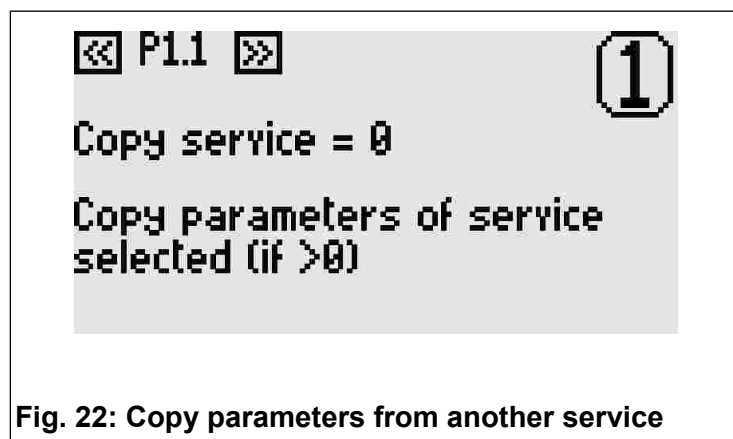 « P1.1 »
1
Copy service = 0
Copy parameters of service
selected (if >0)
Fig. 22: Copy parameters from another service